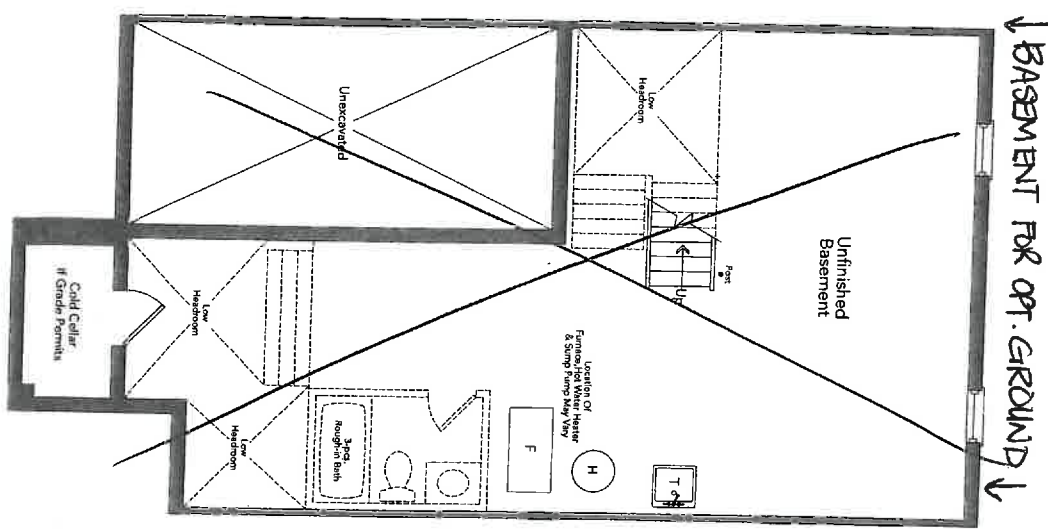 ↓ BASEMENT FOR OPT. GROUND ↓
Low
Headroom
Unexcavated
Unfinished
Basement
Post
UP
Cold Cellar
If Grade Permits
Low
Headroom
Location Of
Furnace, Hot Water Heater
& Sump Pump May Vary
Low
Headroom
3-pce
Rough-in Bath
F
H
T